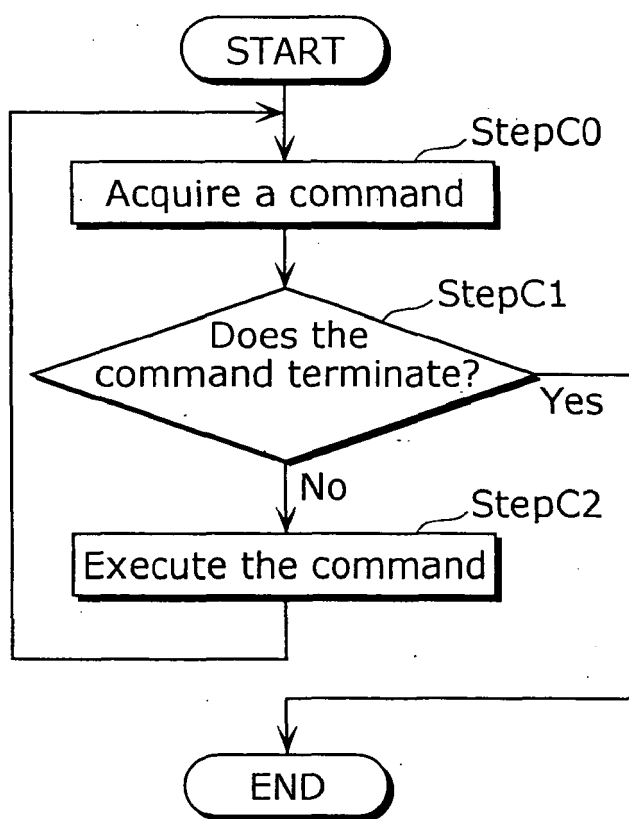 START
StepC0
Acquire a command
StepC1
Does the
command terminate?
Yes
No
StepC2
Execute the command
END